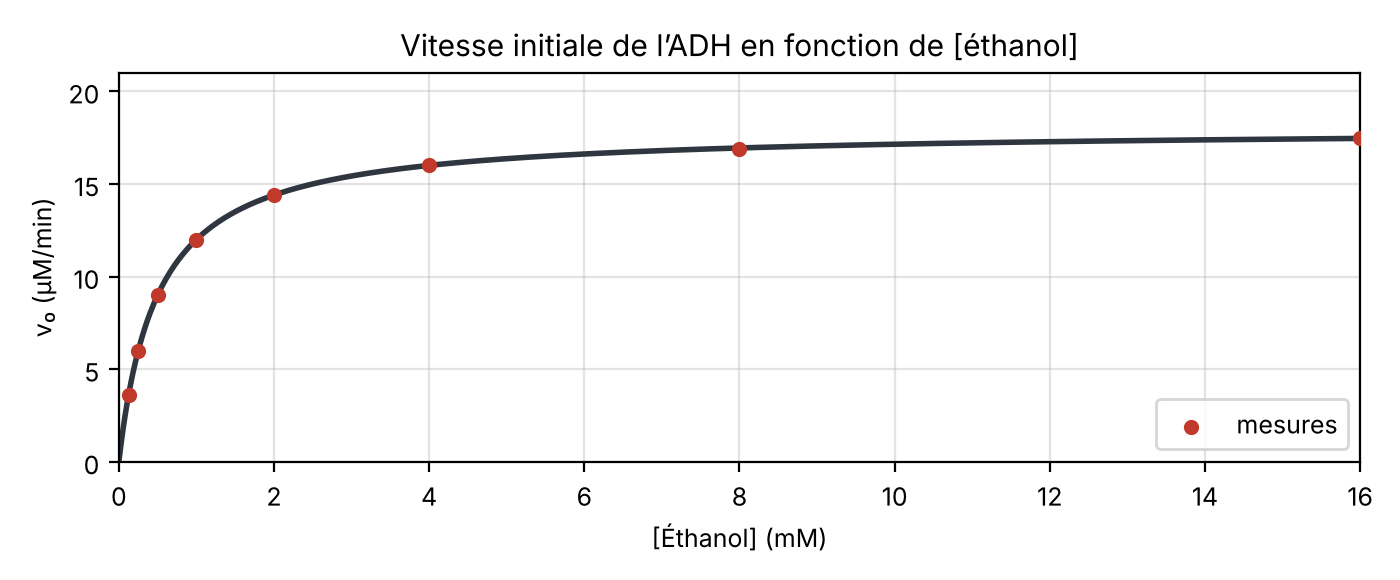 Vitesse initiale de l’ADH en fonction de [éthanol]
20
15
10
5
0
v₀ (µM/min)
mesures
0 2 4 6 8 10 12 14 16
[Éthanol] (mM)